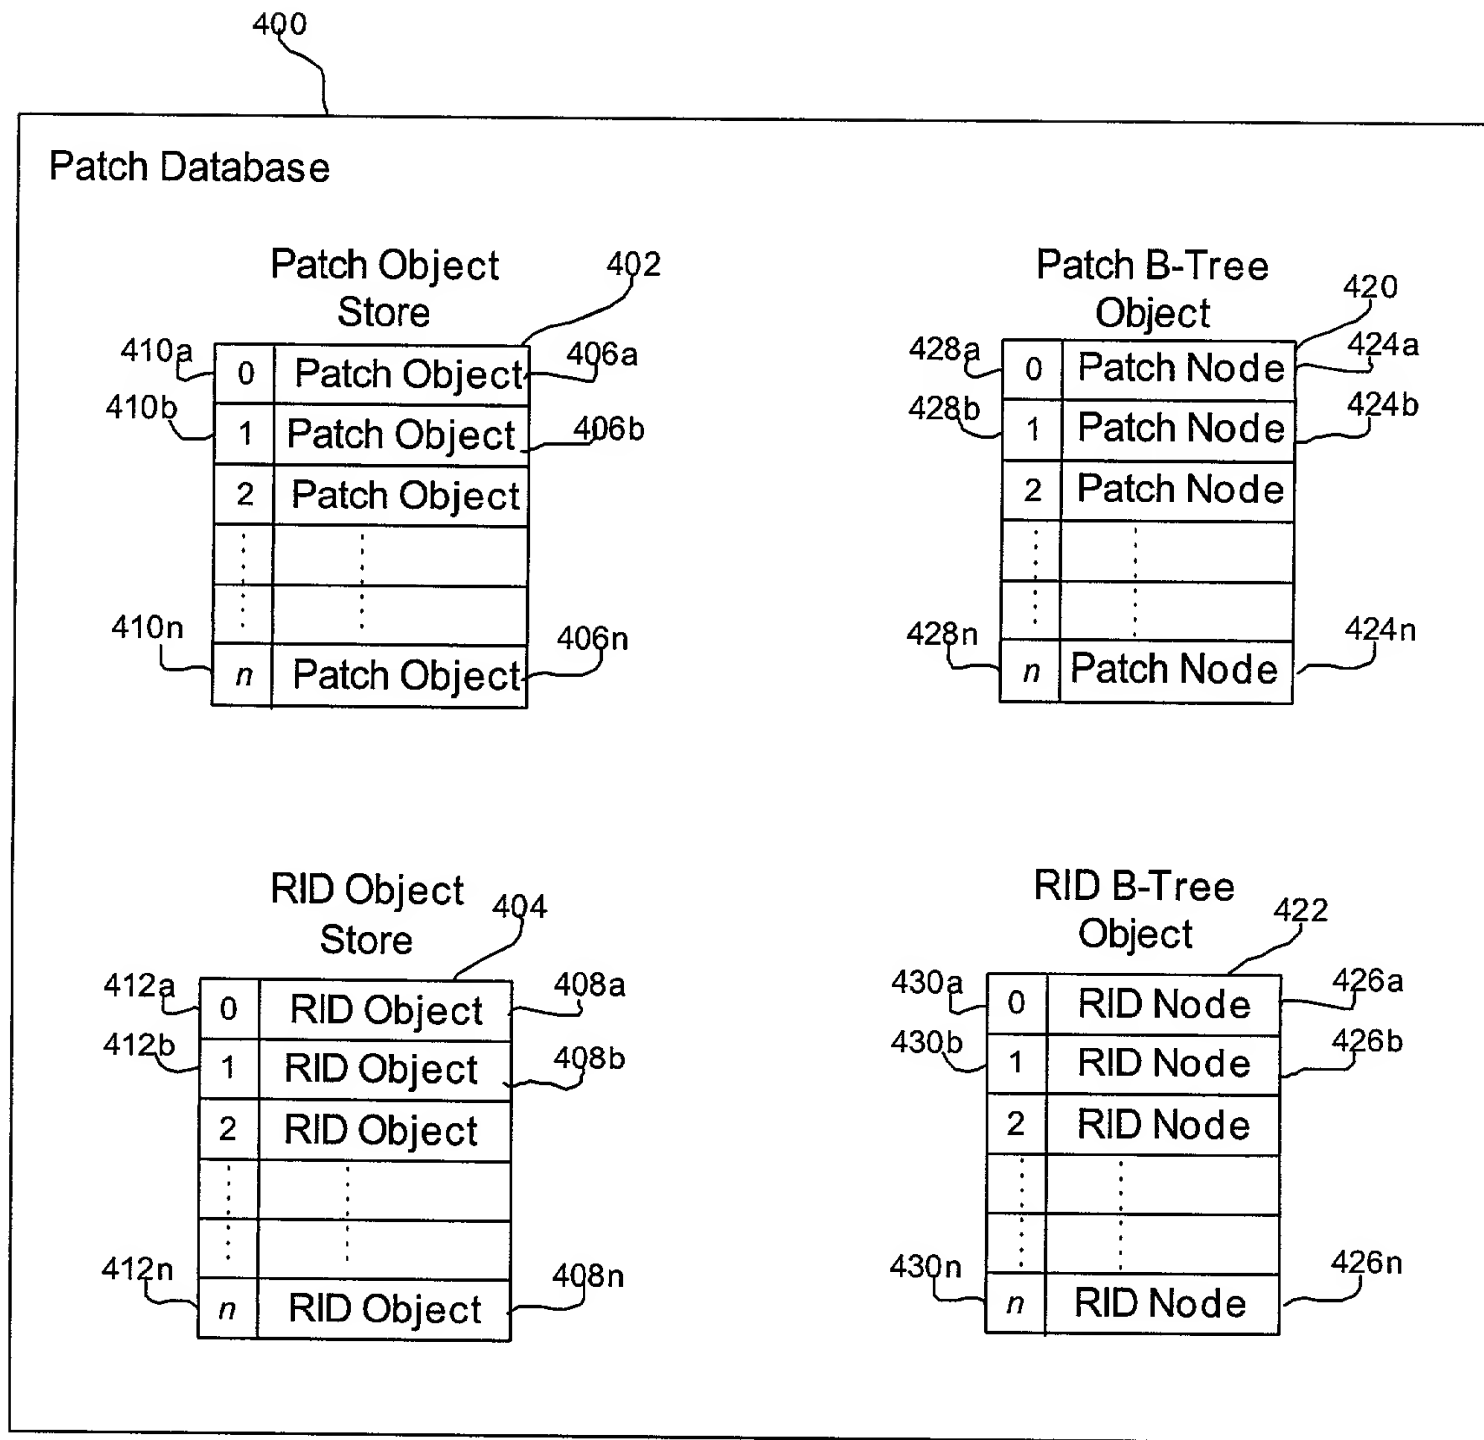 400
Patch Database
Patch Object
Store
402
410a 0 Patch Object 406a
410b 1 Patch Object 406b
2 Patch Object
410n n Patch Object 406n
Patch B-Tree
Object
420
428a 0 Patch Node 424a
428b 1 Patch Node 424b
2 Patch Node
428n n Patch Node 424n
RID Object
Store
404
412a 0 RID Object 408a
412b 1 RID Object 408b
2 RID Object
412n n RID Object 408n
RID B-Tree
Object
422
430a 0 RID Node 426a
430b 1 RID Node 426b
2 RID Node
430n n RID Node 426n